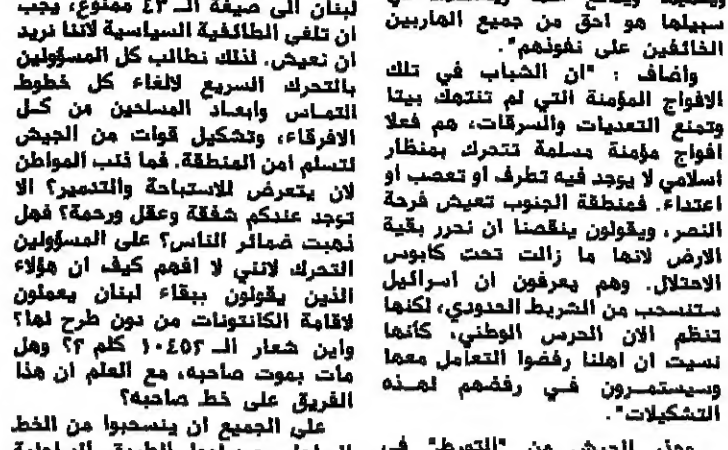 سبيلها هو احق من جميع الهاربين
الخائفين على نفوذهم".
واضاف : "ان الشباب في تلك
الافواج المؤمنة التي لم تنتهك بيتا
وتمنع التعديات والسرقات، هم فعلا
افواج مؤمنة مسلمة تتحرك بمنظار
اسلامي لا يوجد فيه تطرف او تعصب او
اعتداء. فمنطقة الجنوب تعيش فرحة
النصر، ويقولون ينقصنا ان نحرر بقية
الارض لانها ما زالت تحت كابوس
الاحتلال. وهم يعرفون ان اسرائيل
ستنسحب من الشريط الحدودي، لكنها
تنظم الان الحرس الوطني، كأنها
نسيت ان اهلنا رفضوا التعامل معها
وسيستمرون في رفضهم لهذه
التشكيلات".
الجيش من "التورط" في
لبنان الى صيغة الـ ٤٣ ممنوع، يجب
ان تلغى الطائفية السياسية لاننا نريد
ان نعيش. لذلك نطالب كل المسؤولين
بالتحرك السريع لالغاء كل خطوط
التماس وابعاد المسلحين من كل
الافرقاء، وتشكيل قوات من الجيش
لتسلم امن المنطقة. فما ذنب المواطن
لان يتعرض للاستباحة والتدمير؟ الا
توجد عندكم شفقة وعقل ورحمة؟ فهل
ذهبت ضمائر الناس؟ على المسؤولين
التحرك لانني لا افهم كيف ان هؤلاء
الذين يقولون ببقاء لبنان يعملون
لاقامة الكانتونات من دون طرح لها؟
واين شعار الـ ١٠٤٥٢ كلم ٢؟ وهل
مات بموت صاحبه، مع العلم ان هذا
الفريق على خط صاحبه؟
على الجميع ان ينسحبوا من الخط